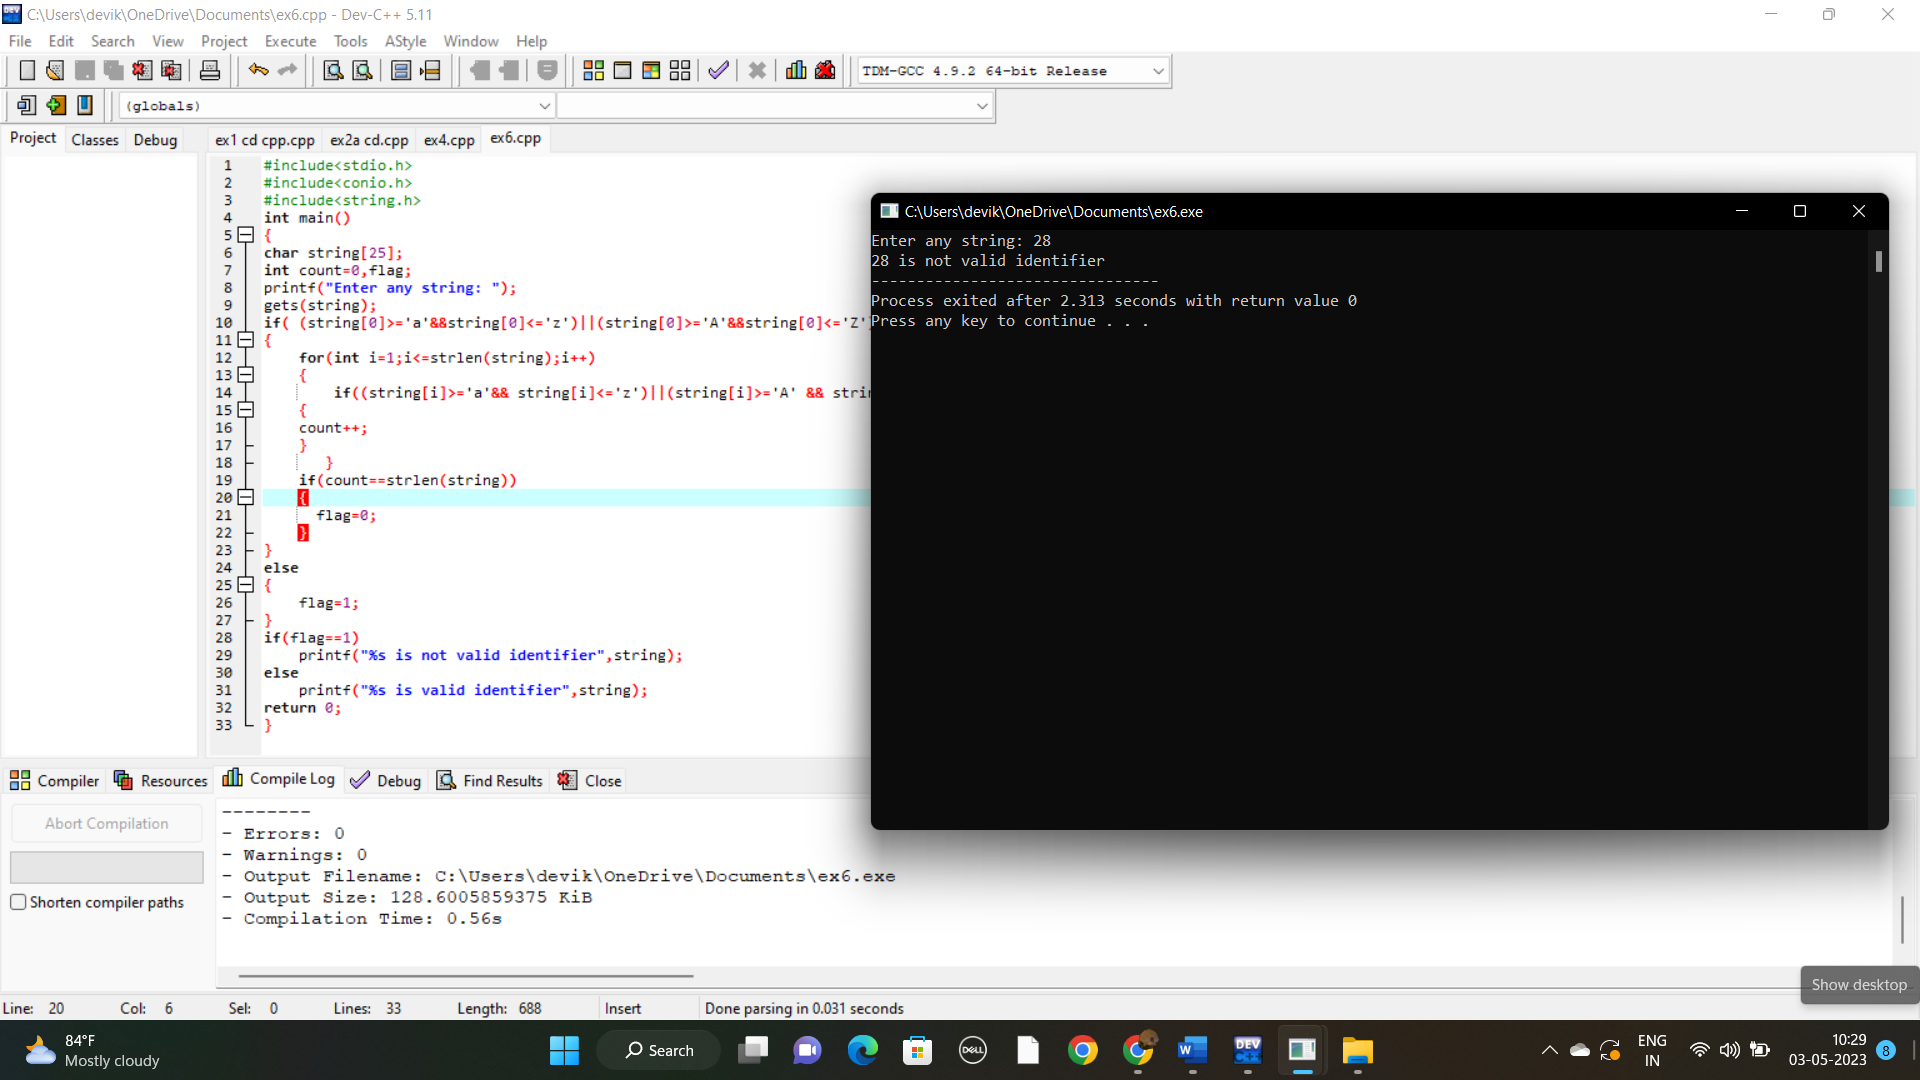 C:\Users\devik\OneDrive\Documents\ex6.cpp - Dev-C++ 5.11
File Edit Search View Project Execute Tools AStyle Window Help
TDM-GCC 4.9.2 64-bit Release
(globals)
Project Classes Debug
ex1 cd cpp.cpp ex2a cd.cpp ex4.cpp ex6.cpp
1 #include<stdio.h>
2 #include<conio.h>
3 #include<string.h>
4 int main()
5 {
6 char string[25];
7 int count=0,flag;
8 printf("Enter any string: ");
9 gets(string);
10 if( (string[0]>='a'&&string[0]<='z')||(string[0]>='A'&&string[0]<='Z'
11 {
12 for(int i=1;i<=strlen(string);i++)
13 {
14 if((string[i]>='a'&& string[i]<='z')||(string[i]>='A' && strin
15 {
16 count++;
17 }
18 }
19 if(count==strlen(string))
20 {
21 flag=0;
22 }
23 }
24 else
25 {
26 flag=1;
27 }
28 if(flag==1)
29 printf("%s is not valid identifier",string);
30 else
31 printf("%s is valid identifier",string);
32 return 0;
33 }
C:\Users\devik\OneDrive\Documents\ex6.exe
Enter any string: 28
28 is not valid identifier
--------------------------------
Process exited after 2.313 seconds with return value 0
Press any key to continue . . .
Compiler Resources Compile Log Debug Find Results Close
Abort Compilation
Shorten compiler paths
--------
- Errors: 0
- Warnings: 0
- Output Filename: C:\Users\devik\OneDrive\Documents\ex6.exe
- Output Size: 128.6005859375 KiB
- Compilation Time: 0.56s
Show desktop
Line: 20 Col: 6 Sel: 0 Lines: 33 Length: 688 Insert Done parsing in 0.031 seconds
84°F
Mostly cloudy
Search
DELL
W
DEV C++
ENG
IN
10:29
03-05-2023
8